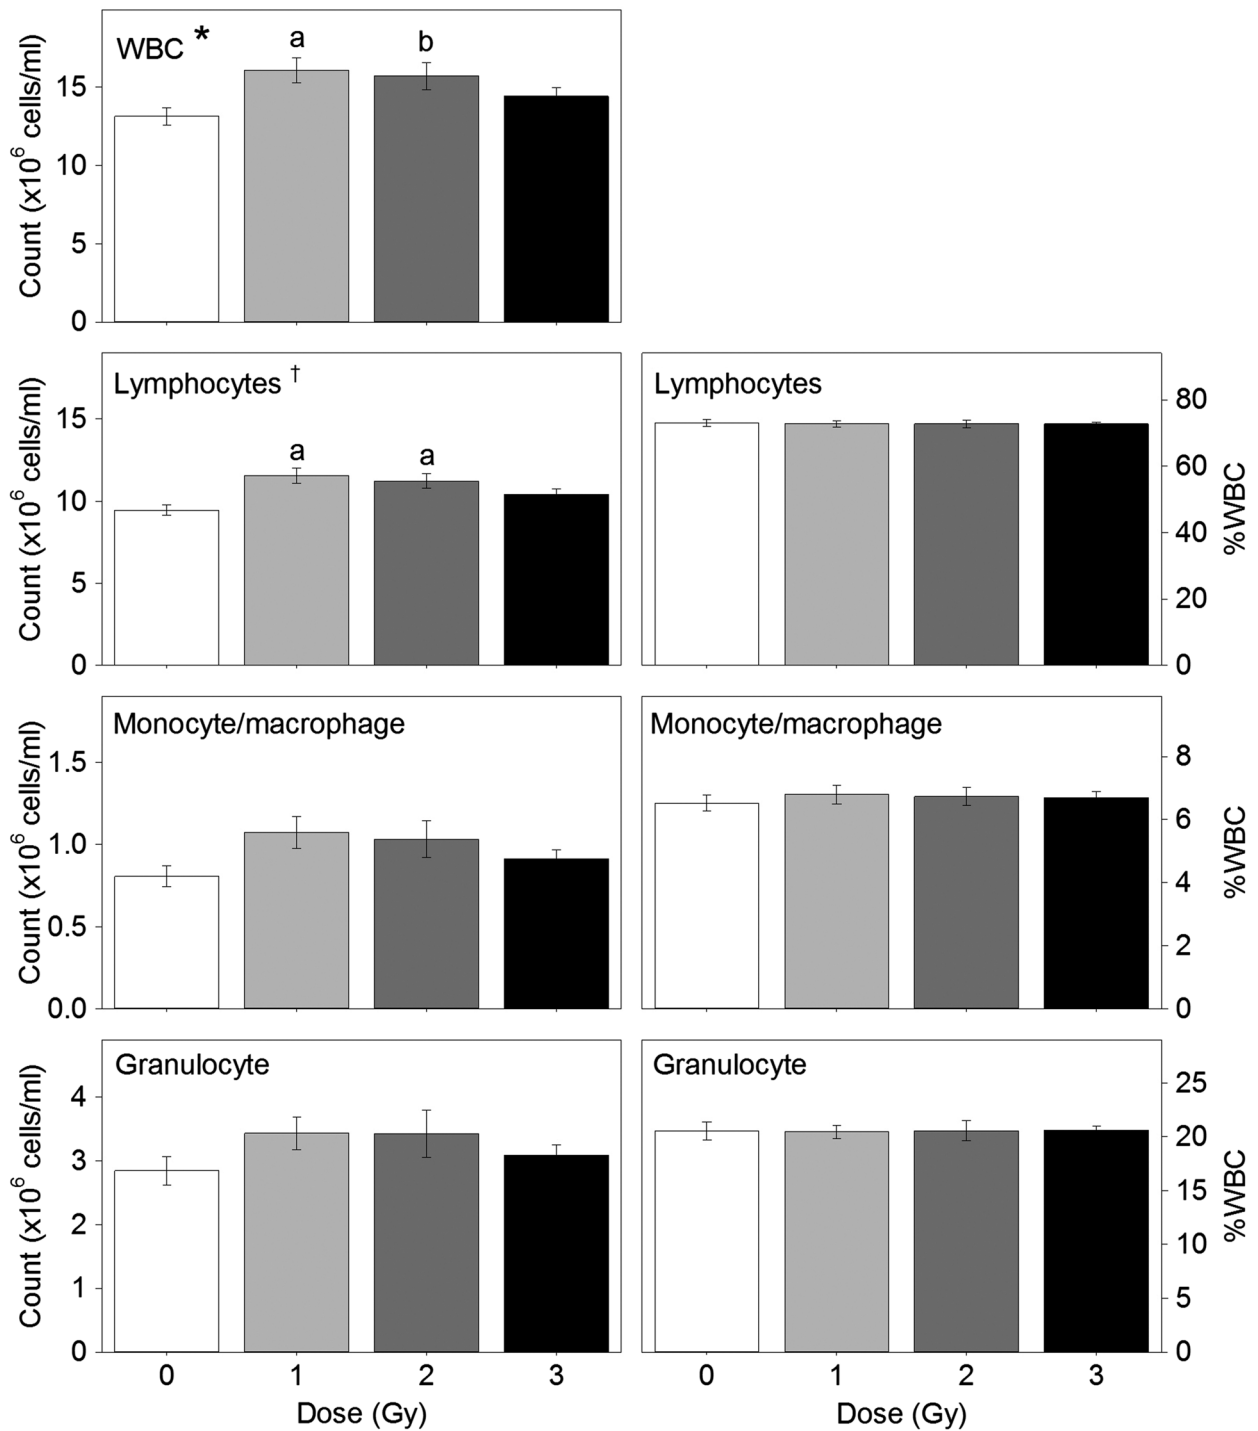 WBC *
a
b
Count (x10⁶ cells/ml)
15
10
5
0
Lymphocytes †
a
a
Count (x10⁶ cells/ml)
15
10
5
0
Lymphocytes
80
60
40
20
0
%WBC
Monocyte/macrophage
Count (x10⁶ cells/ml)
1.5
1.0
0.5
0.0
Monocyte/macrophage
8
6
4
2
0
%WBC
Granulocyte
Count (x10⁶ cells/ml)
4
3
2
1
0
0 1 2 3
Dose (Gy)
Granulocyte
25
20
15
10
5
0
%WBC
0 1 2 3
Dose (Gy)